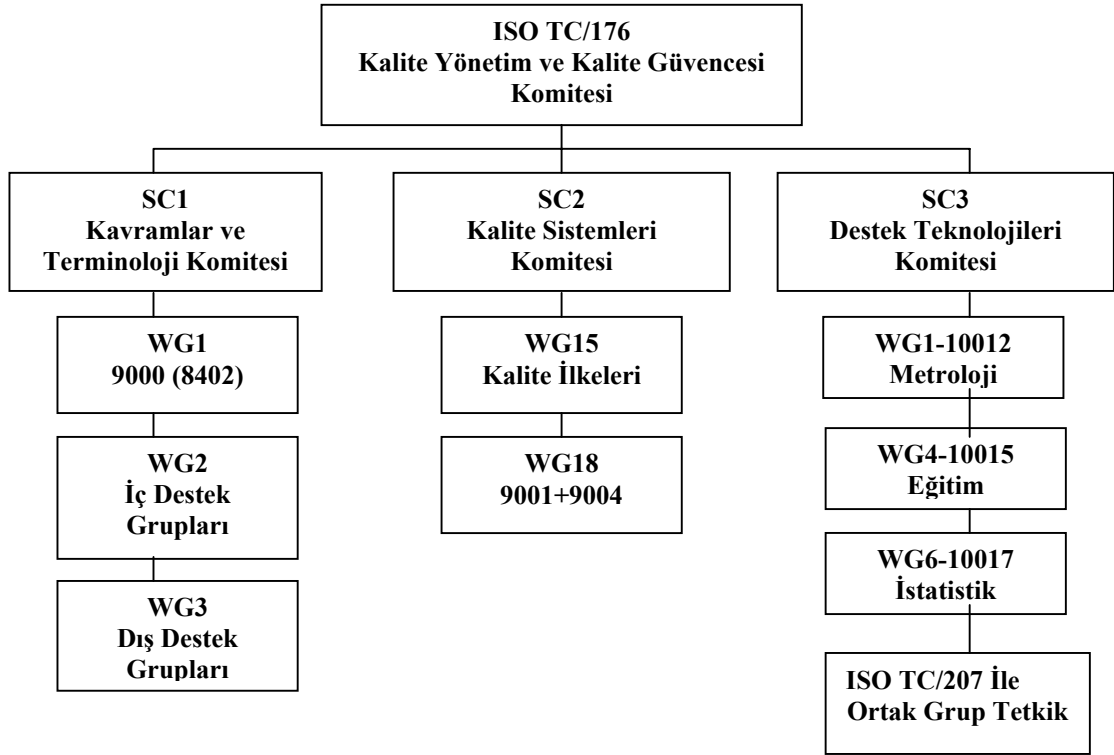 ISO TC/176
Kalite Yönetim ve Kalite Güvencesi
Komitesi
SC1
Kavramlar ve
Terminoloji Komitesi
SC2
Kalite Sistemleri
Komitesi
SC3
Destek Teknolojileri
Komitesi
WG1
9000 (8402)
WG2
İç Destek
Grupları
WG3
Dış Destek
Grupları
WG15
Kalite İlkeleri
WG18
9001+9004
WG1-10012
Metroloji
WG4-10015
Eğitim
WG6-10017
İstatistik
ISO TC/207 İle
Ortak Grup Tetkik